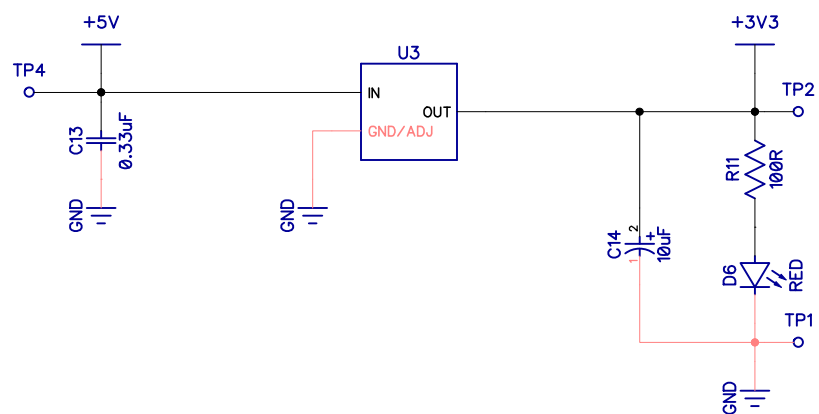 +5V
+3V3
U3
TP4
TP2
IN
OUT
GND/ADJ
C13
0.33uF
R11
100R
GND
GND
C14
2
+
1
10uF
D6
RED
TP1
GND